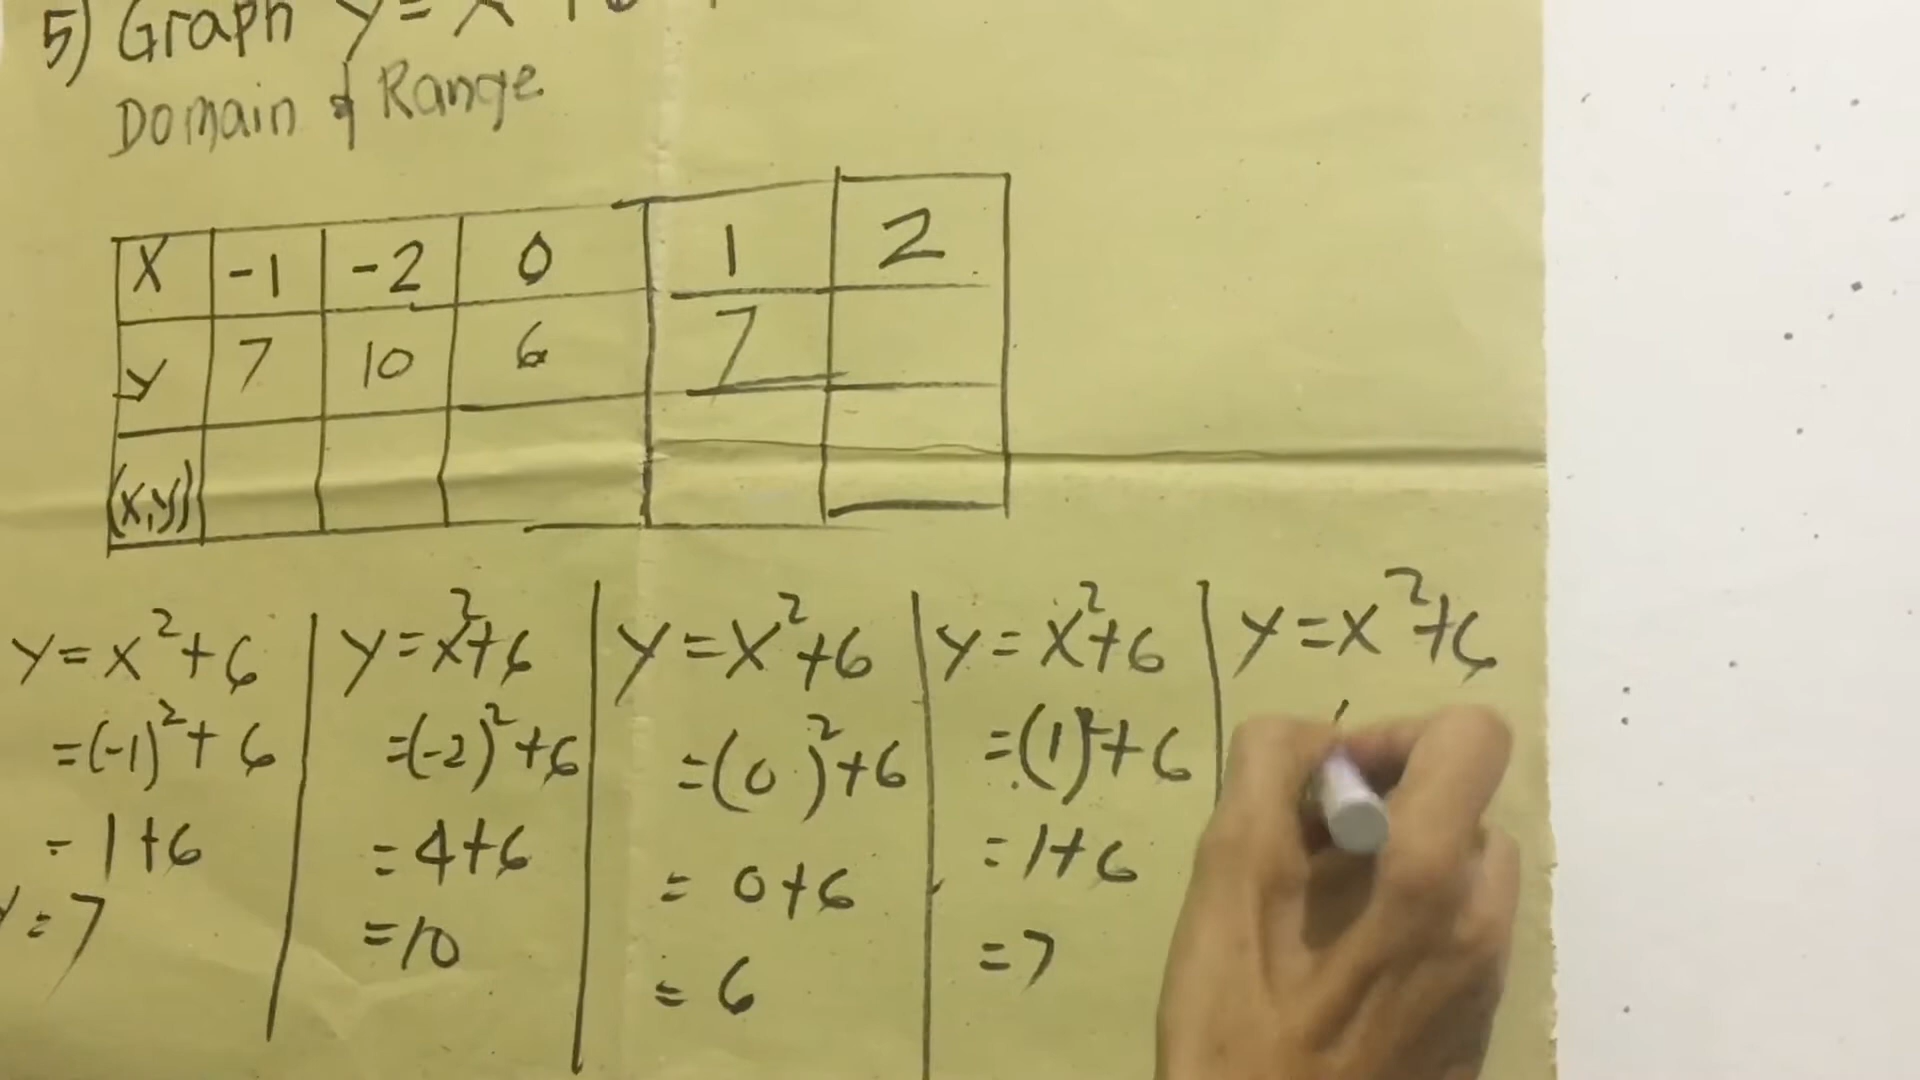 5) Graph y = x
Domain & Range
X -1 -2 0 1 2
y 7 10 6 7
(x,y)
y = x²+6
=(-1)²+6
= 1+6
= 7
y = x²+6
=(-2)²+6
= 4+6
=10
y = x²+6
=(0)²+6
= 0+6
= 6
y = x²+6
=(1)²+6
= 1+6
=7
y = x²+6